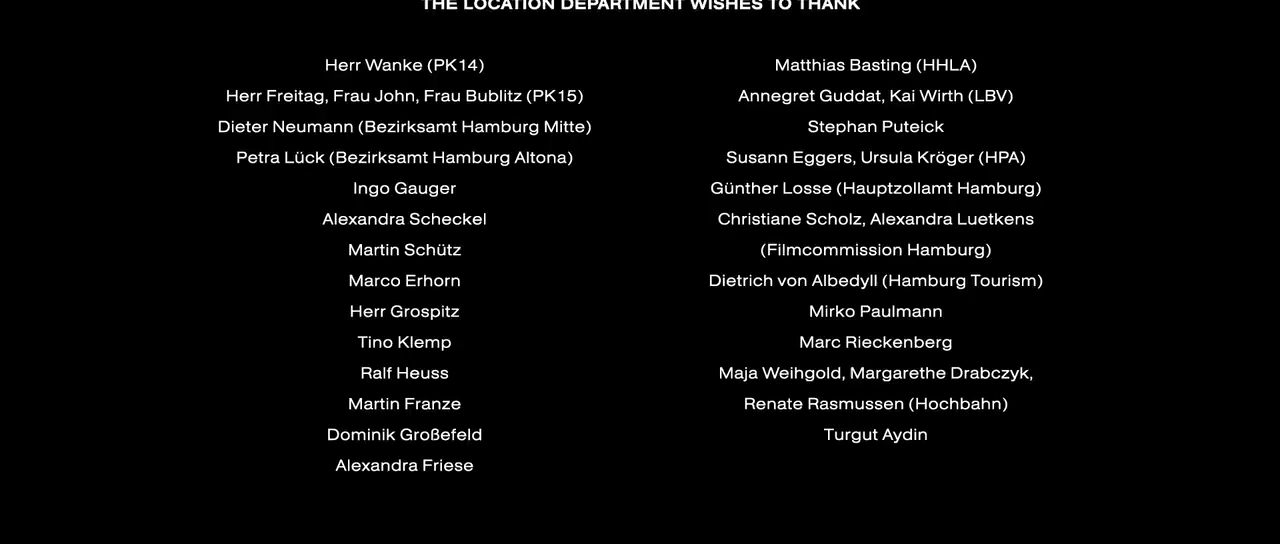 THE LOCATION DEPARTMENT WISHES TO THANK
Herr Wanke (PK14)
Herr Freitag, Frau John, Frau Bublitz (PK15)
Dieter Neumann (Bezirksamt Hamburg Mitte)
Petra Lück (Bezirksamt Hamburg Altona)
Ingo Gauger
Alexandra Scheckel
Martin Schütz
Marco Erhorn
Herr Grospitz
Tino Klemp
Ralf Heuss
Martin Franze
Dominik Großefeld
Alexandra Friese
Matthias Basting (HHLA)
Annegret Guddat, Kai Wirth (LBV)
Stephan Puteick
Susann Eggers, Ursula Kröger (HPA)
Günther Losse (Hauptzollamt Hamburg)
Christiane Scholz, Alexandra Luetkens
(Filmcommission Hamburg)
Dietrich von Albedyll (Hamburg Tourism)
Mirko Paulmann
Marc Rieckenberg
Maja Weihgold, Margarethe Drabczyk,
Renate Rasmussen (Hochbahn)
Turgut Aydin